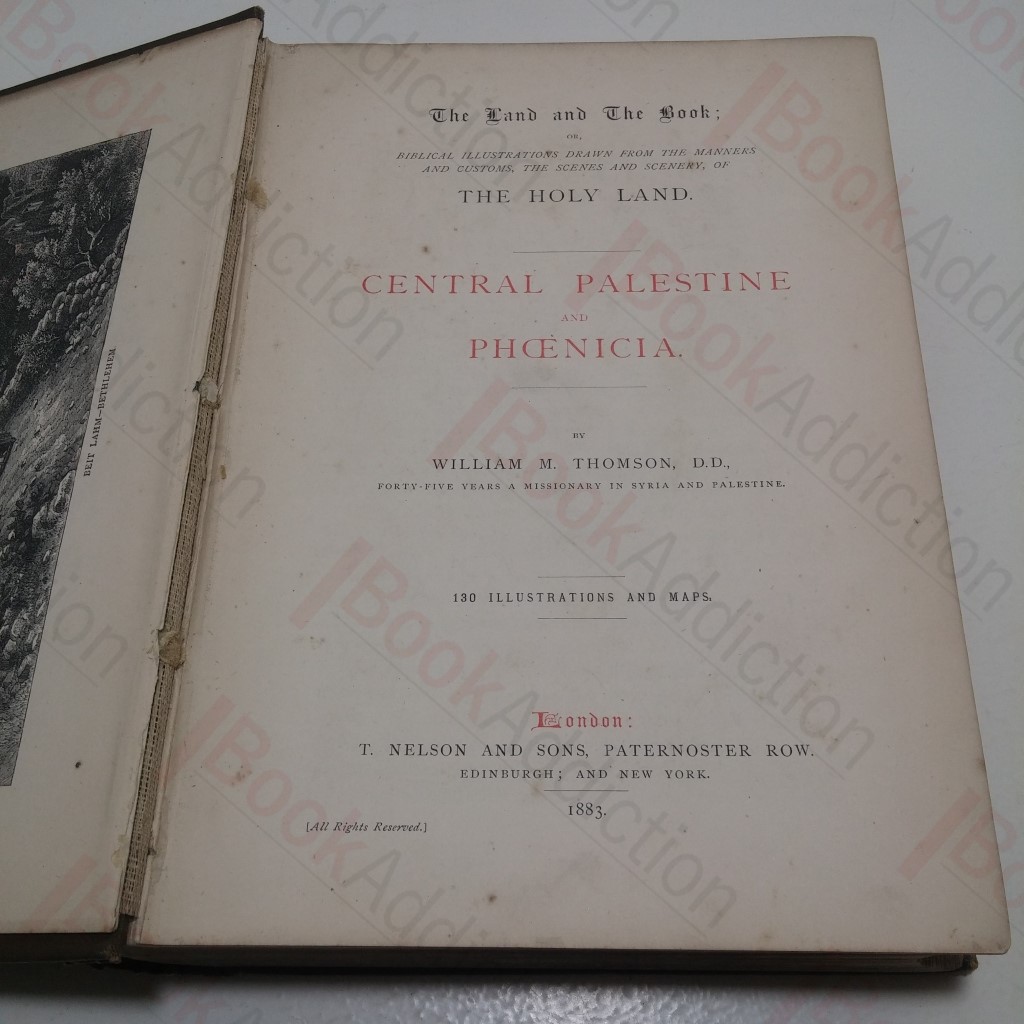 BEIT LAHM—BETHLEHEM
The Land and The Book;
OR,
BIBLICAL ILLUSTRATIONS DRAWN FROM THE MANNERS
AND CUSTOMS, THE SCENES AND SCENERY, OF
THE HOLY LAND.
CENTRAL PALESTINE
AND
PHŒNICIA.
BY
WILLIAM M. THOMSON, D.D.,
FORTY-FIVE YEARS A MISSIONARY IN SYRIA AND PALESTINE.
130 ILLUSTRATIONS AND MAPS.
London:
T. NELSON AND SONS, PATERNOSTER ROW.
EDINBURGH; AND NEW YORK.
1883.
[All Rights Reserved.]
BookAddiction